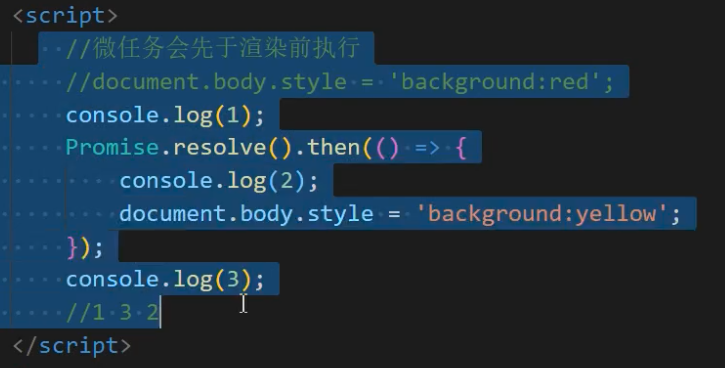 <script>
//微任务会先于渲染前执行
//document.body.style = 'background:red';
console.log(1);
Promise.resolve().then(() => {
console.log(2);
document.body.style = 'background:yellow';
});
console.log(3);
//1 3 2
</script>